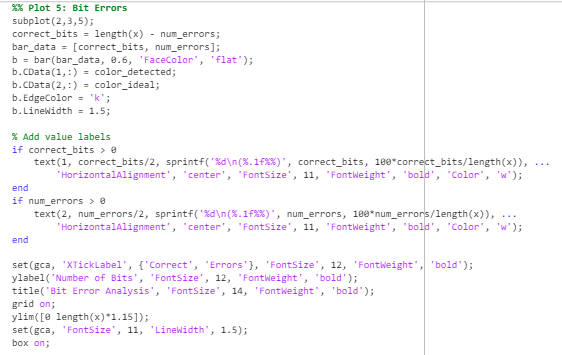 %% Plot 5: Bit Errors
subplot(2,3,5);
correct_bits = length(x) - num_errors;
bar_data = [correct_bits, num_errors];
b = bar(bar_data, 0.6, 'FaceColor', 'flat');
b.CData(1,:) = color_detected;
b.CData(2,:) = color_ideal;
b.EdgeColor = 'k';
b.LineWidth = 1.5;
% Add value labels
if correct_bits > 0
text(1, correct_bits/2, sprintf('%d\n(%.1f%%)', correct_bits, 100*correct_bits/length(x)), ...
'HorizontalAlignment', 'center', 'FontSize', 11, 'FontWeight', 'bold', 'Color', 'w');
end
if num_errors > 0
text(2, num_errors/2, sprintf('%d\n(%.1f%%)', num_errors, 100*num_errors/length(x)), ...
'HorizontalAlignment', 'center', 'FontSize', 11, 'FontWeight', 'bold', 'Color', 'w');
end
set(gca, 'XTickLabel', {'Correct', 'Errors'}, 'FontSize', 12, 'FontWeight', 'bold');
ylabel('Number of Bits', 'FontSize', 12, 'FontWeight', 'bold');
title('Bit Error Analysis', 'FontSize', 14, 'FontWeight', 'bold');
grid on;
ylim([0 length(x)*1.15]);
set(gca, 'FontSize', 11, 'LineWidth', 1.5);
box on;